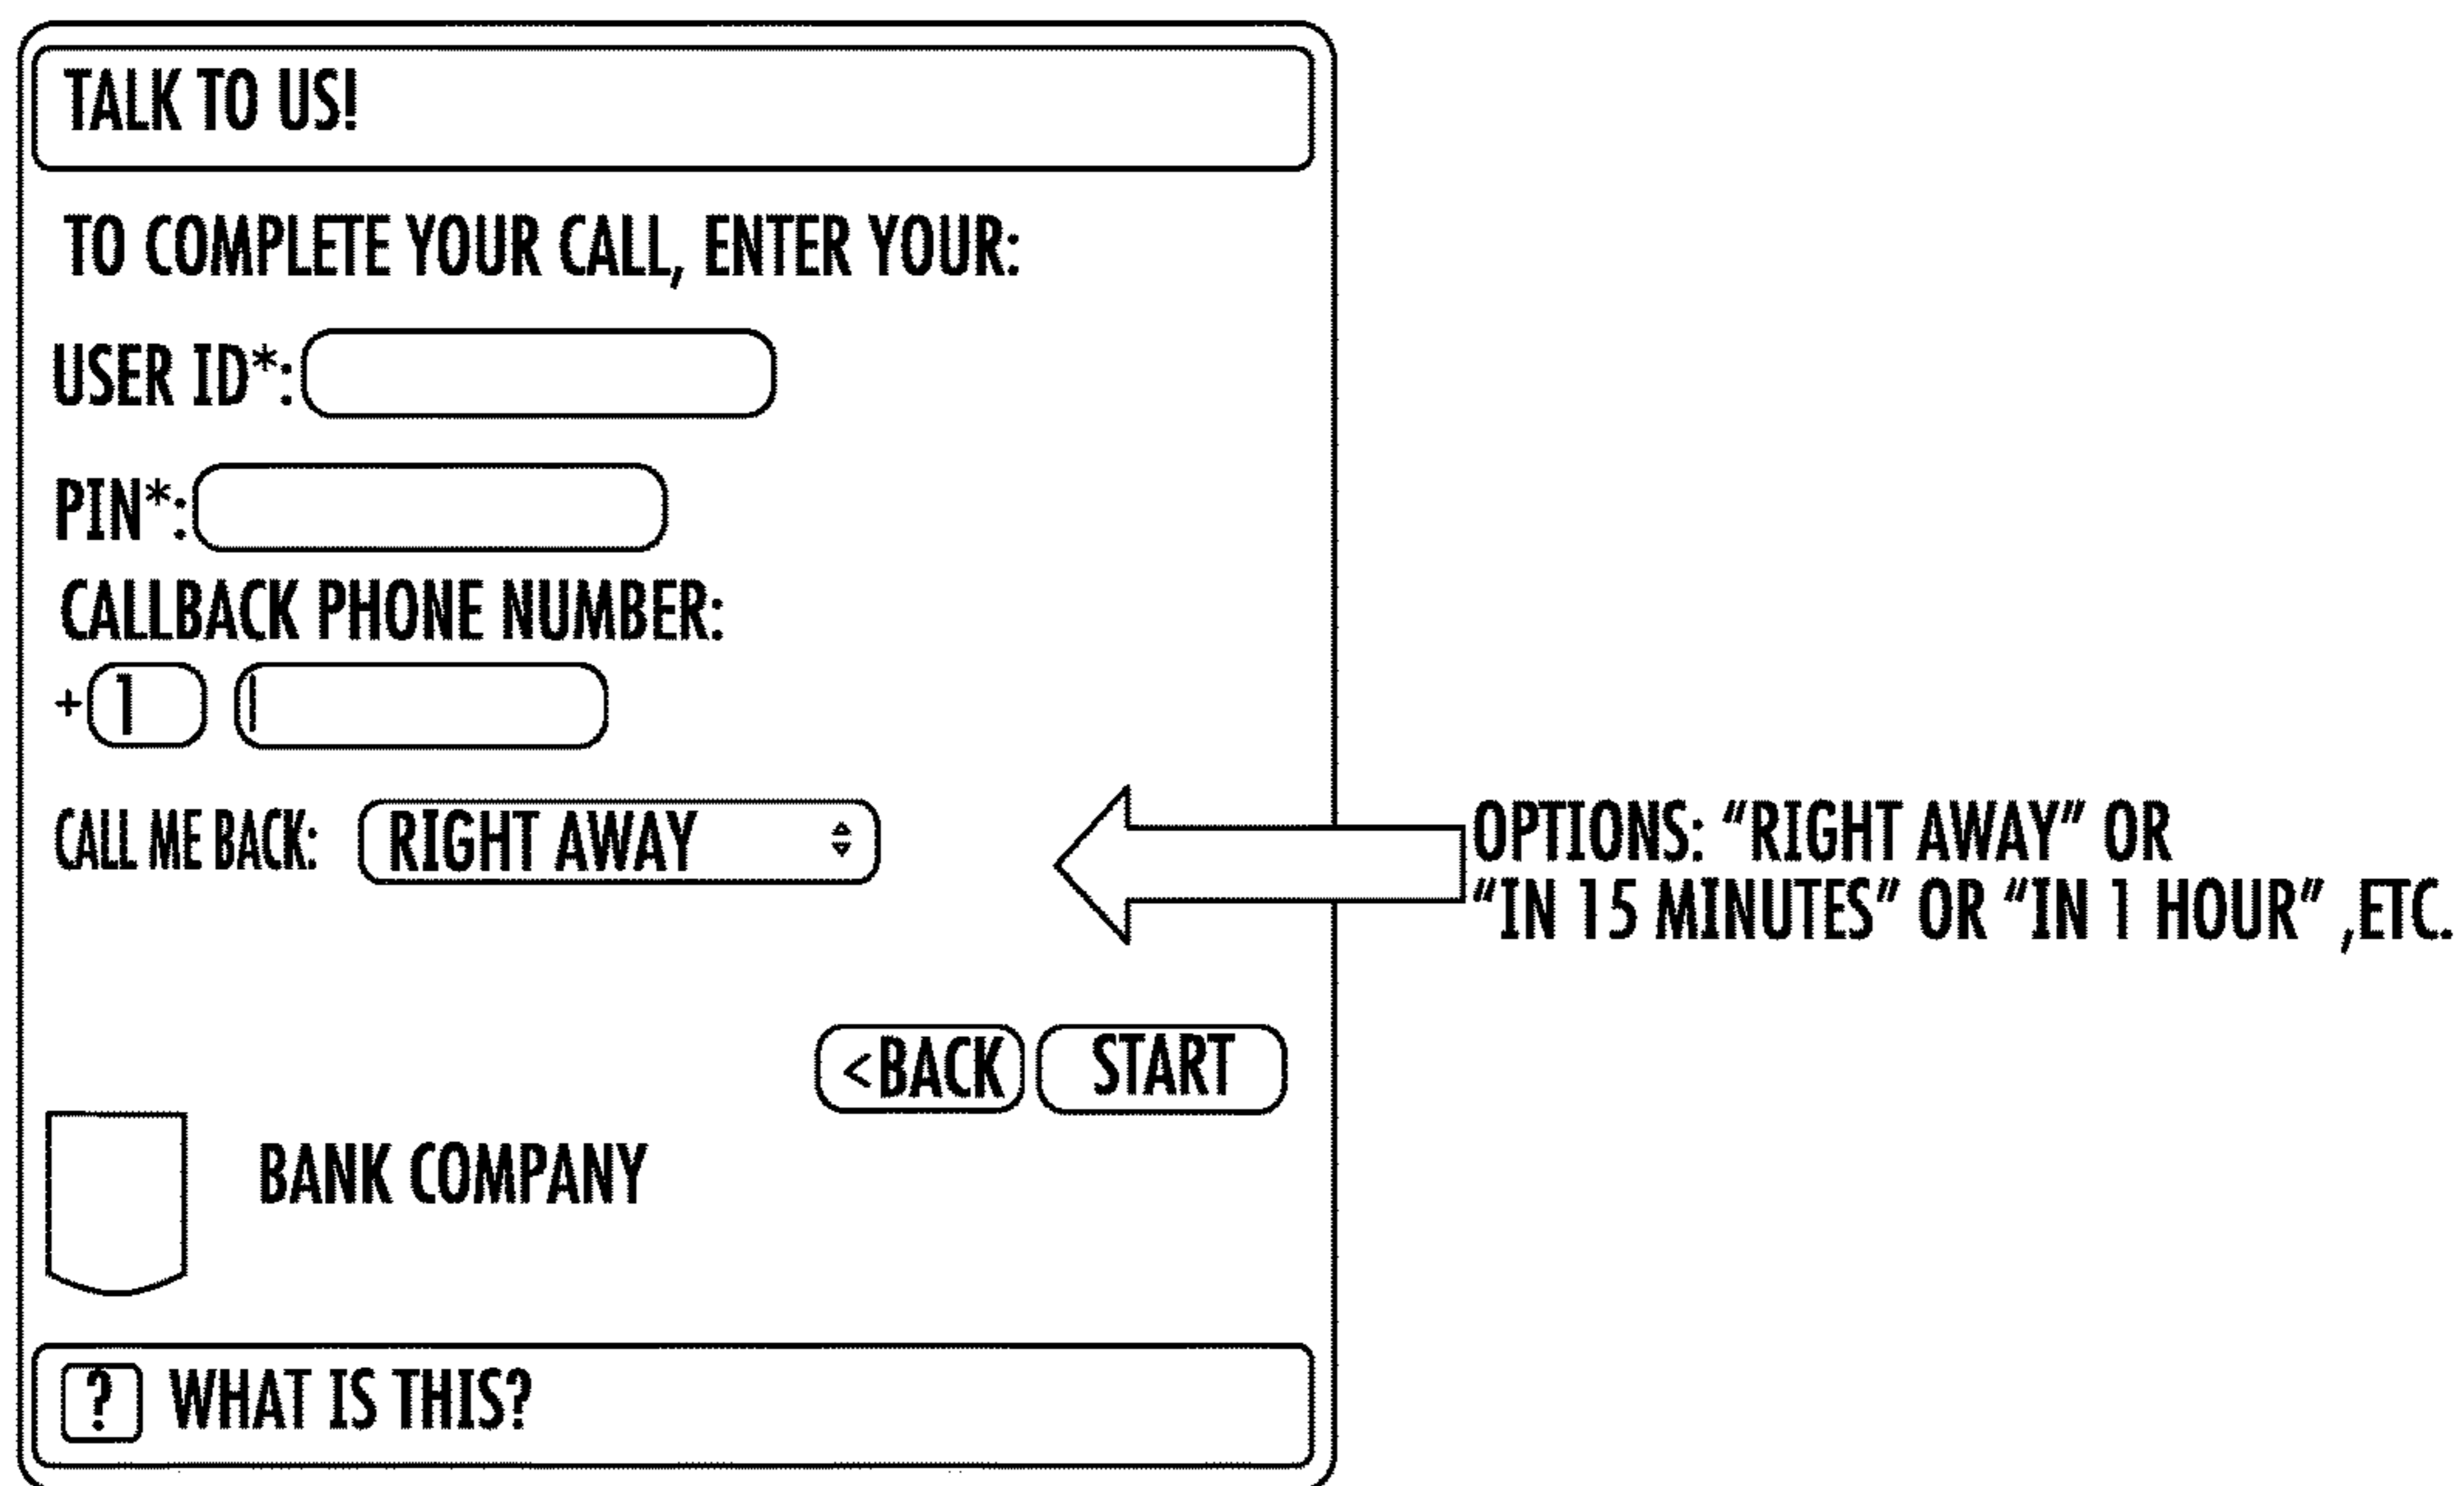 TALK TO US!
TO COMPLETE YOUR CALL, ENTER YOUR:
USER ID*:
PIN*:
CALLBACK PHONE NUMBER:
+ 1
CALL ME BACK: RIGHT AWAY
OPTIONS: “RIGHT AWAY” OR
“IN 15 MINUTES” OR “IN 1 HOUR” ,ETC.
<BACK START
BANK COMPANY
? WHAT IS THIS?